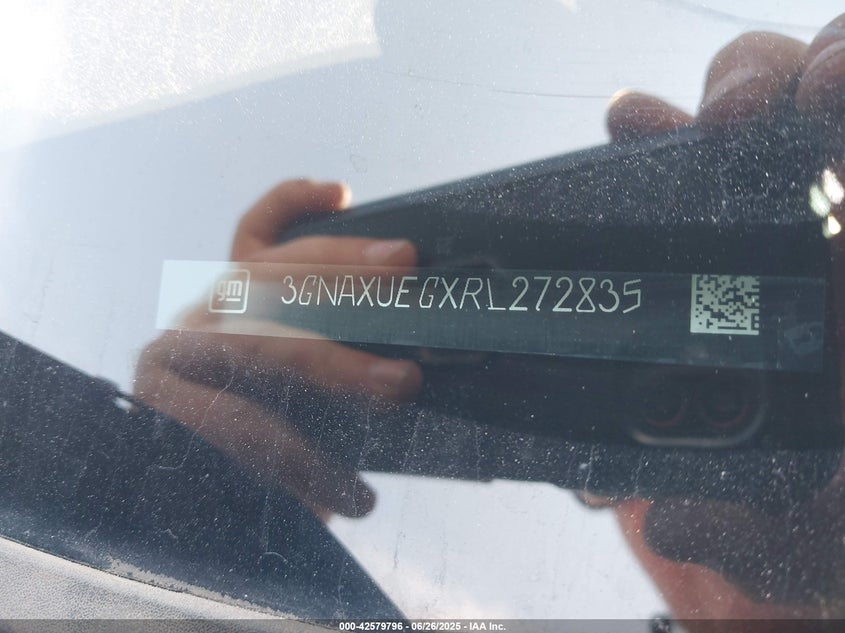 gm 3GNAXUEGXRL272835
000-42579796 - 06/26/2025 - IAA Inc.